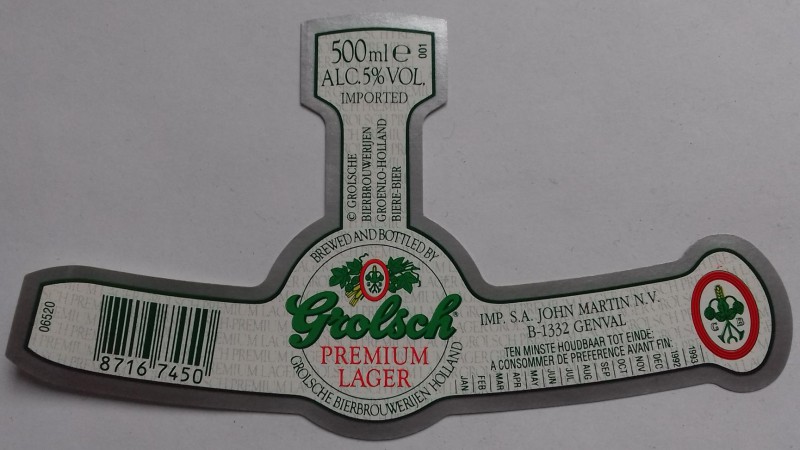 500 ml e
001
ALC. 5% VOL.
IMPORTED
© GROLSCHE
BIERBROUWERIJEN
GROENLO-HOLLAND
BIERE-BIER
BREWED AND BOTTLED BY
Grolsch®
PREMIUM
LAGER
GROLSCHE BIERBROUWERIJEN HOLLAND
06520
8716 7450
IMP. S.A. JOHN MARTIN N.V.
B-1332 GENVAL
TEN MINSTE HOUDBAAR TOT EINDE:
A CONSOMMER DE PREFERENCE AVANT FIN:
JAN
FEB
MAR
APR
MAY
JUN
JUL
AUG
SEP
OCT
NOV
DEC
1992
1993